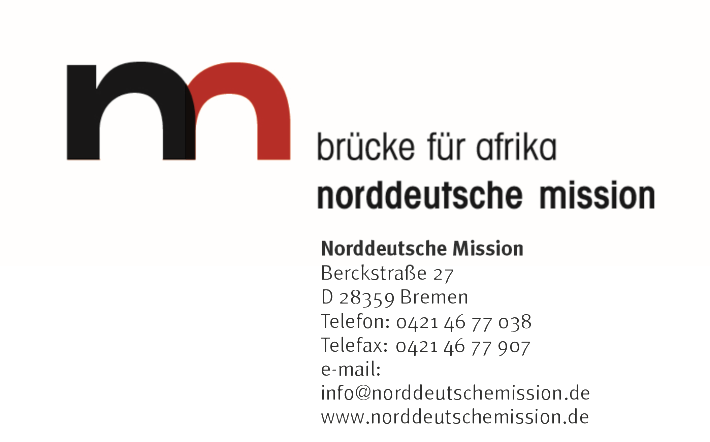 brücke für afrika
norddeutsche mission
Norddeutsche Mission
Berckstraße 27
D 28359 Bremen
Telefon: 0421 46 77 038
Telefax: 0421 46 77 907
e-mail:
info@norddeutschemission.de
www.norddeutschemission.de